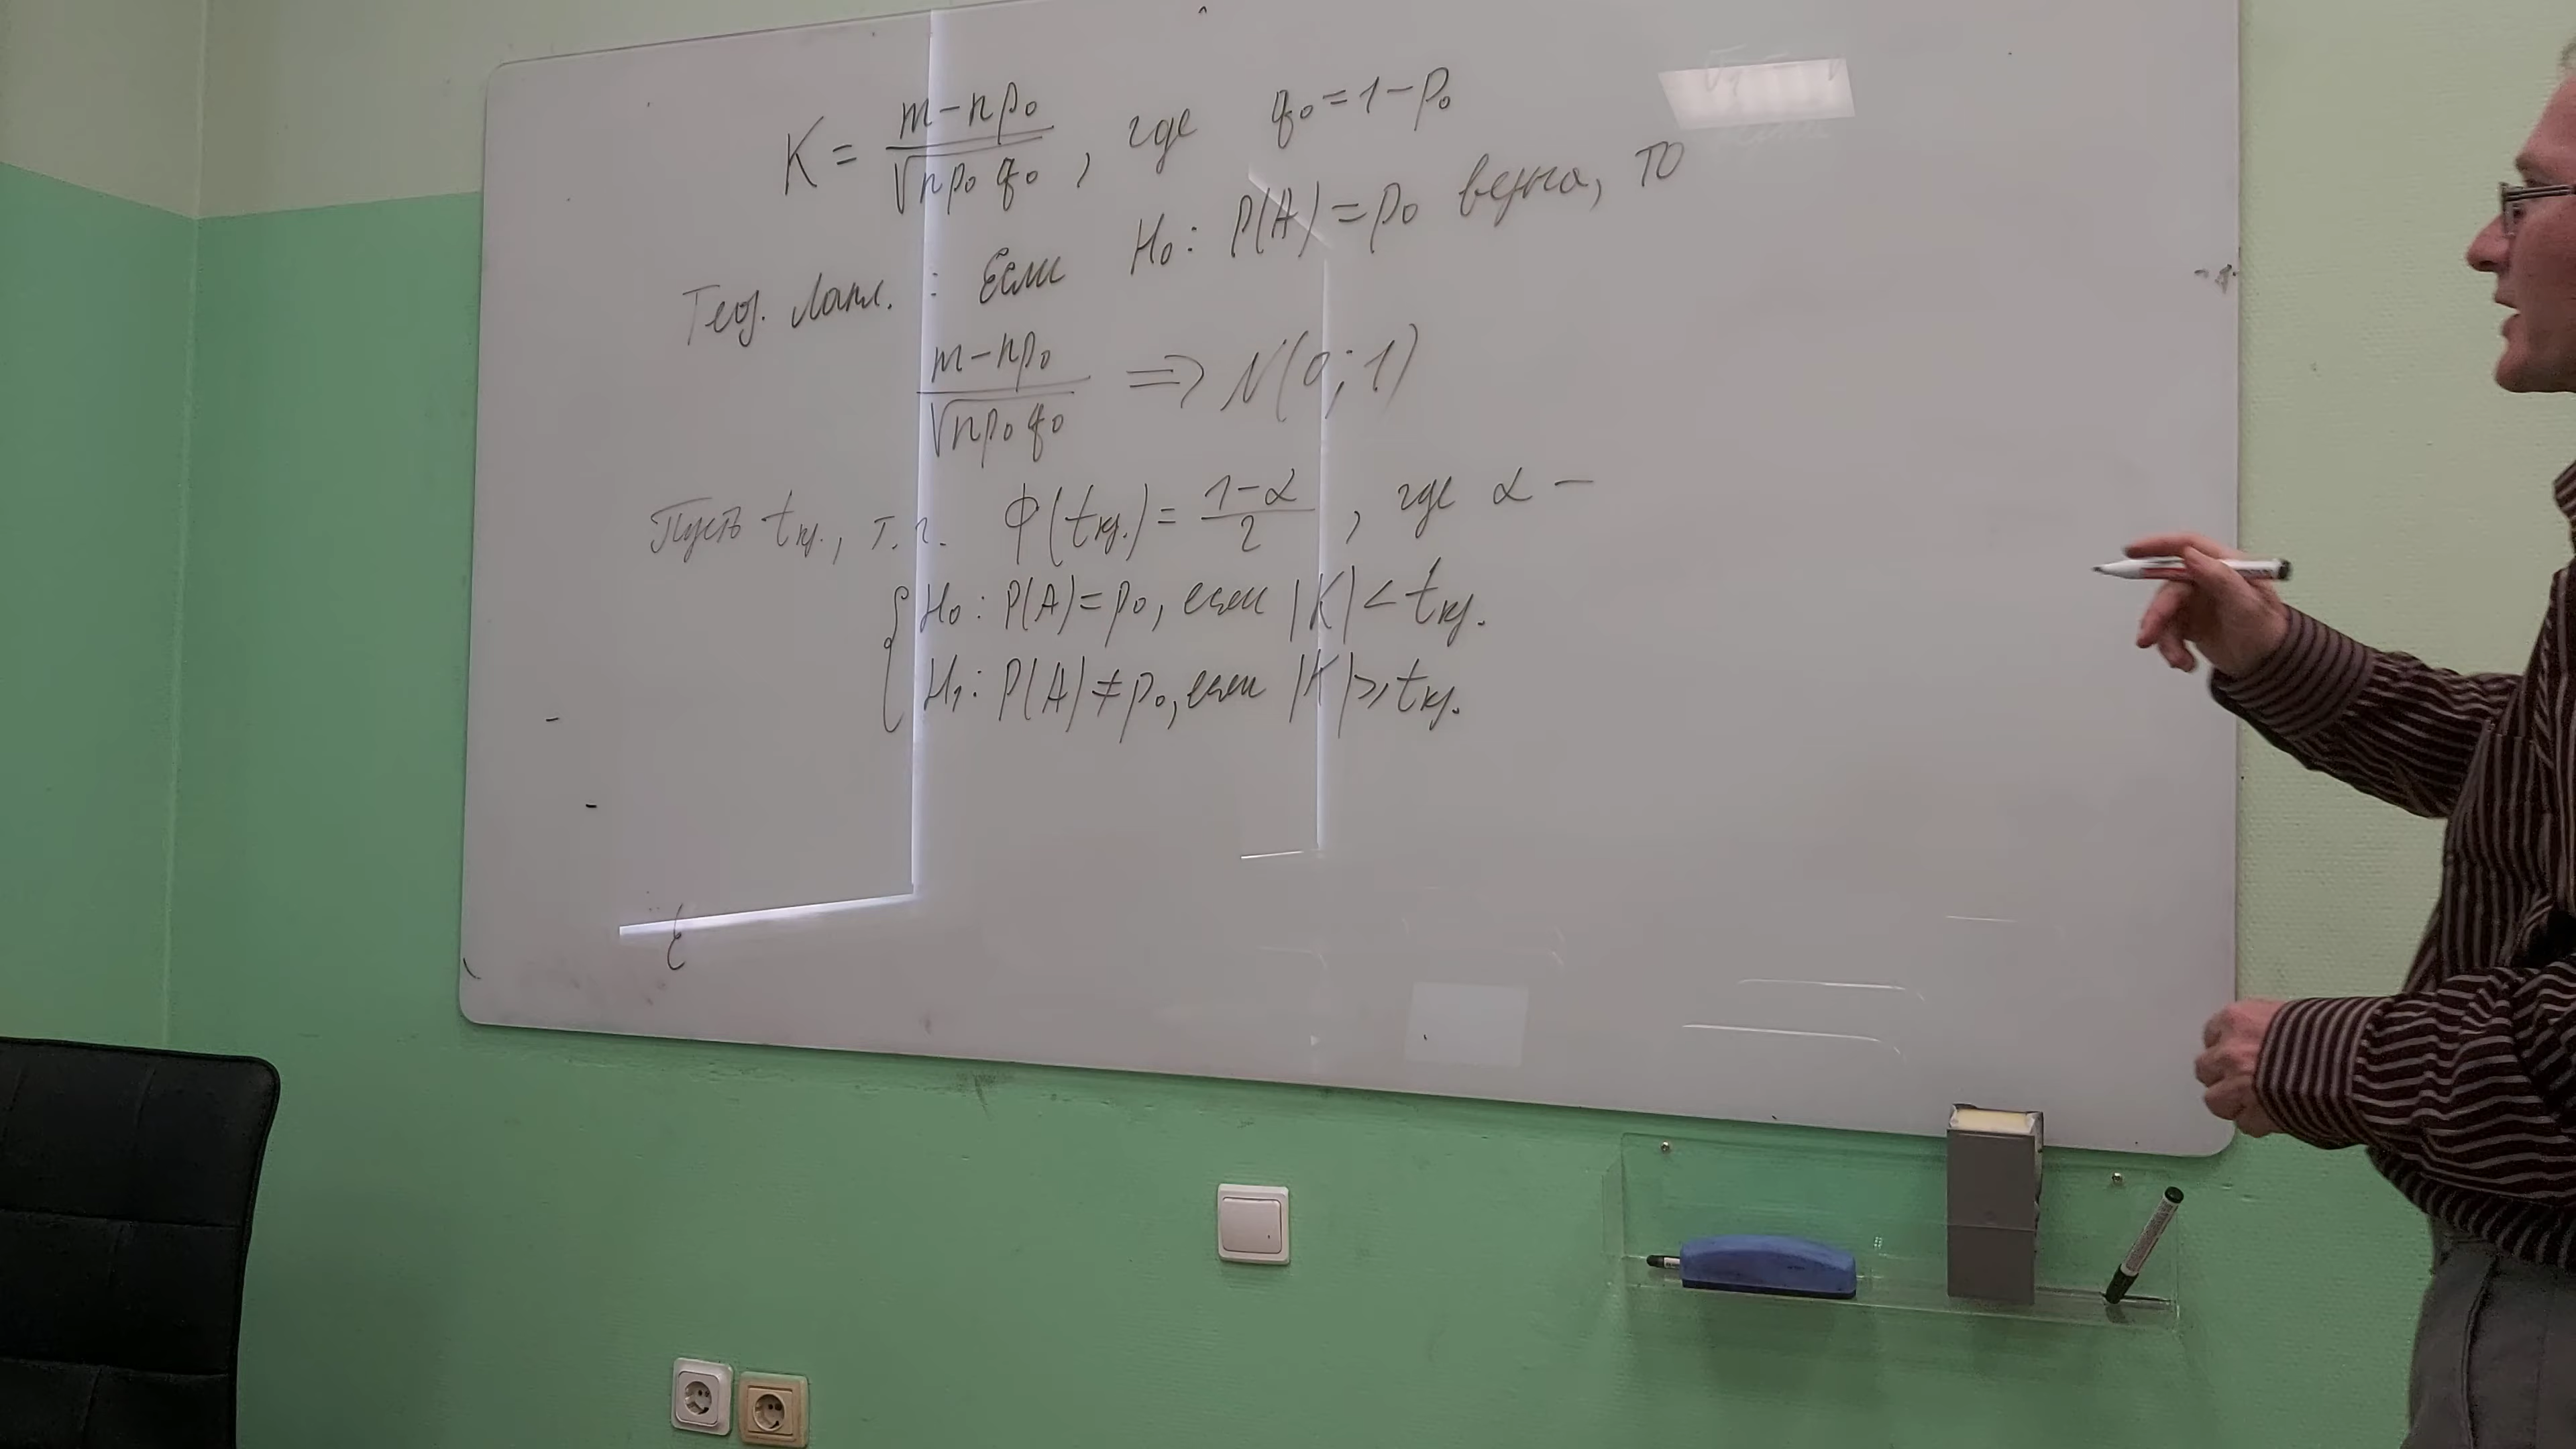 K = (m - np₀)/√(np₀q₀), где q₀ = 1 - p₀
Теор. Лапл. : Если H₀: P(A) = p₀ верна, то
(m - np₀)/√(np₀q₀) ⇒ N(0; 1)
Пусть tкр., т.ч. Φ(tкр.) = (1 - α)/2, где α -
{ H₀: P(A) = p₀, если |K| < tкр.
H₁: P(A) ≠ p₀, если |K| ⩾ tкр.